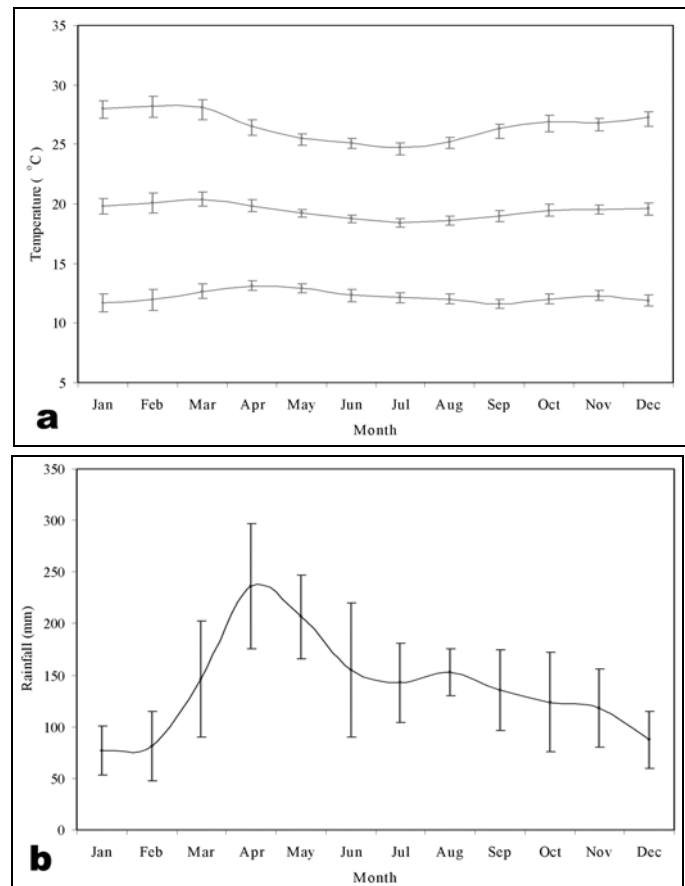 35
30
25
20
15
10
5
Temperature ( °C)
Jan Feb Mar Apr May Jun Jul Aug Sep Oct Nov Dec
Month
a
350
300
250
200
150
100
50
0
Rainfall (mm)
Jan Feb Mar Apr May Jun Jul Aug Sep Oct Nov Dec
Month
b